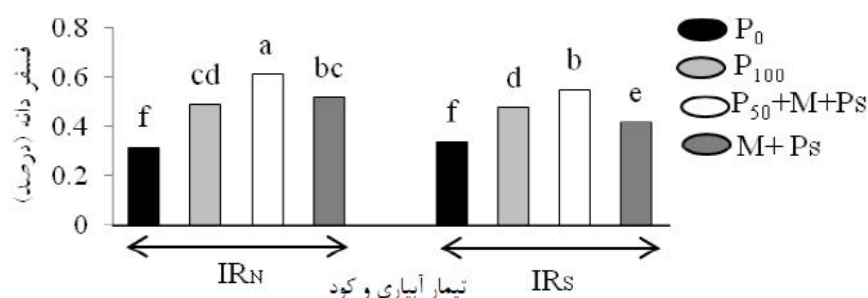 فسفر دانه (درصد)
0.8
0.6
0.4
0.2
0
f
cd
a
bc
f
d
b
e
IRN
IRS
تیمار آبیاری و کود
P₀
P₁₀₀
P₅₀+M+Ps
M+ Ps